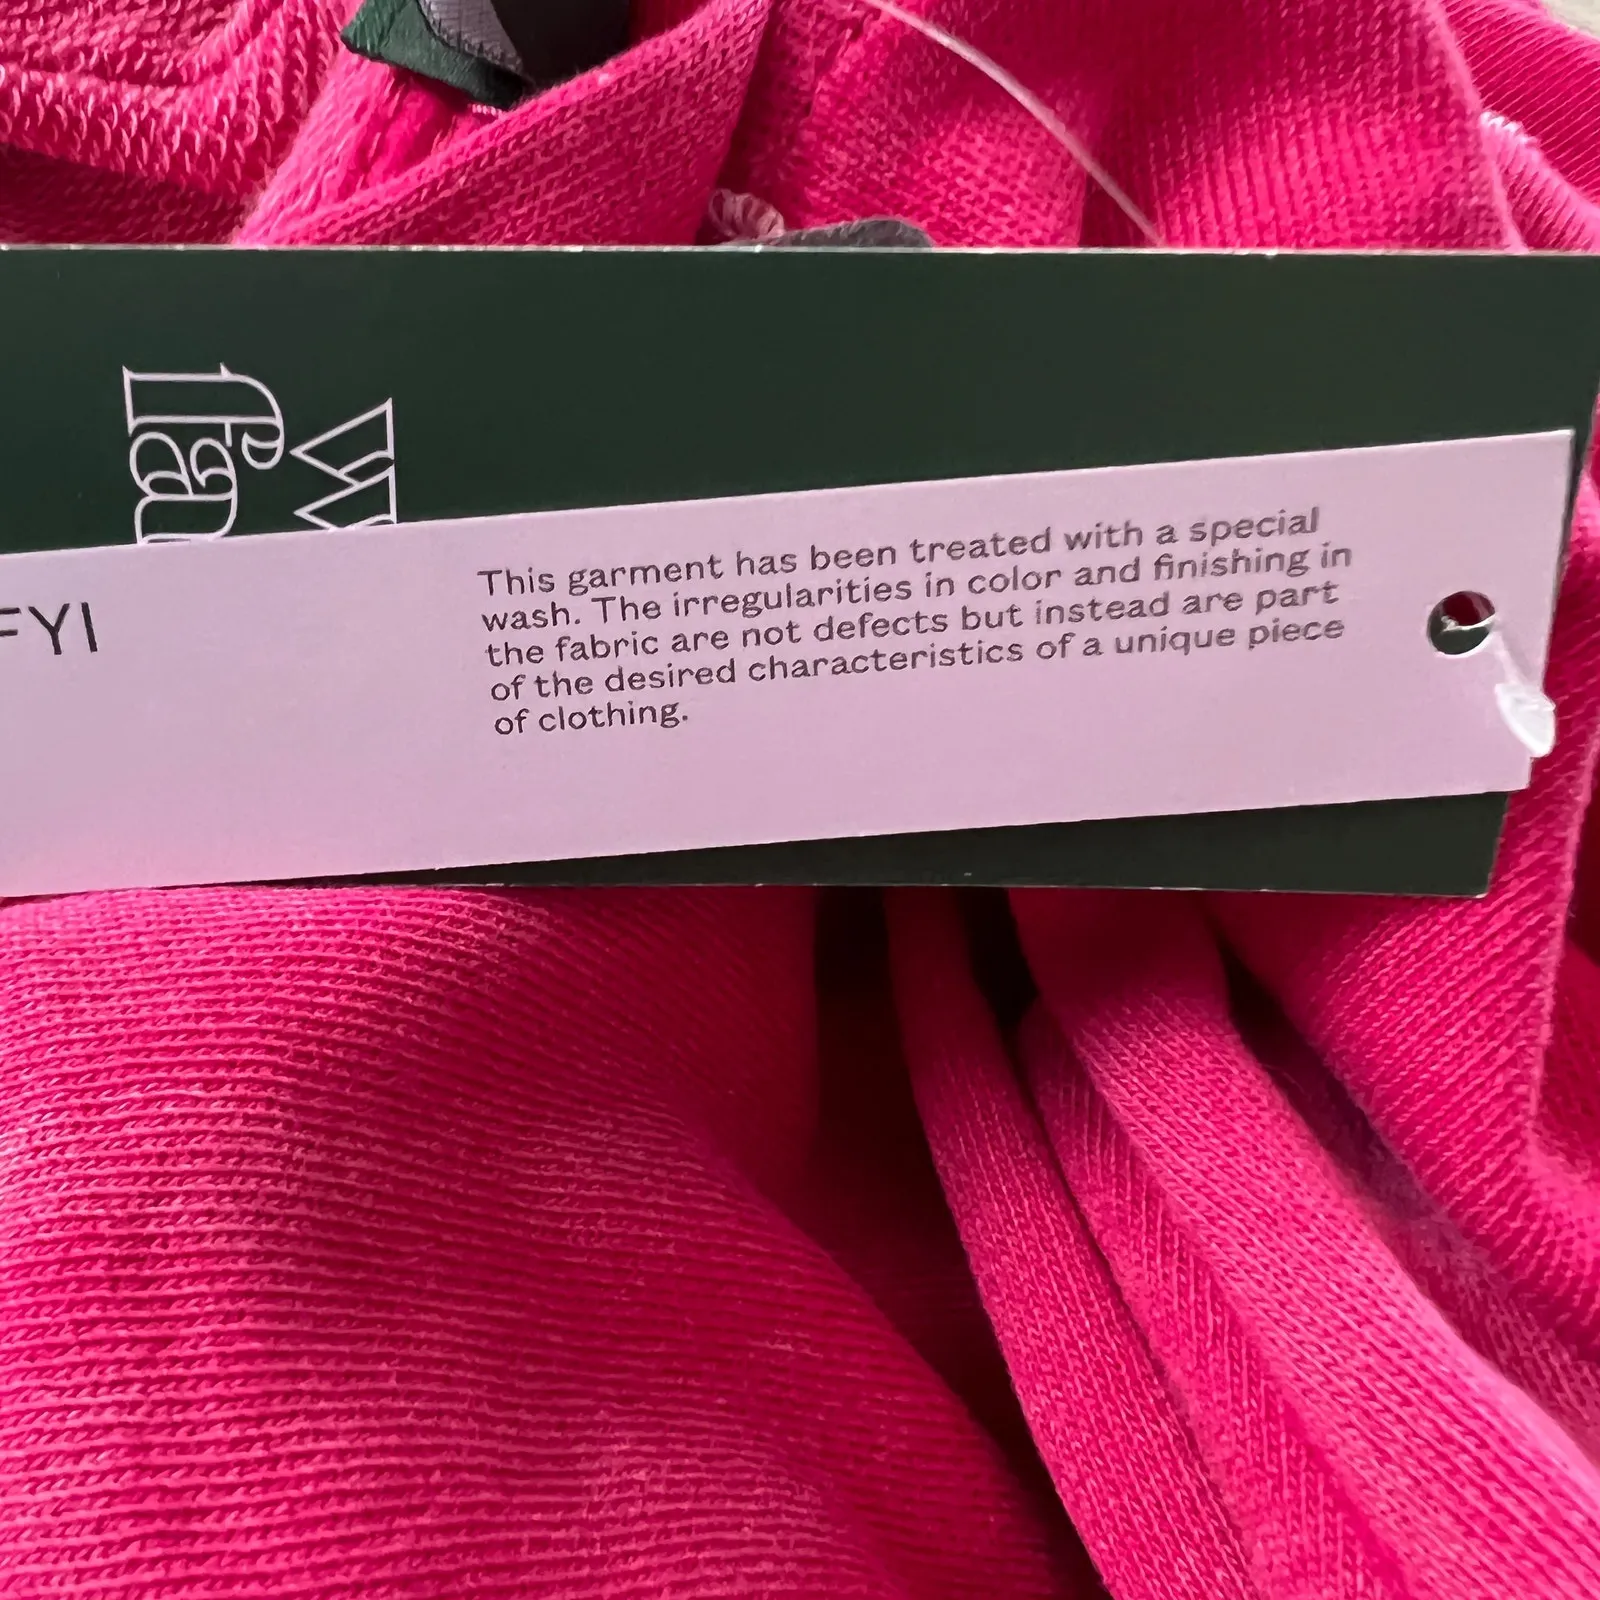 FYI
This garment has been treated with a special
wash. The irregularities in color and finishing in
the fabric are not defects but instead are part
of the desired characteristics of a unique piece
of clothing.